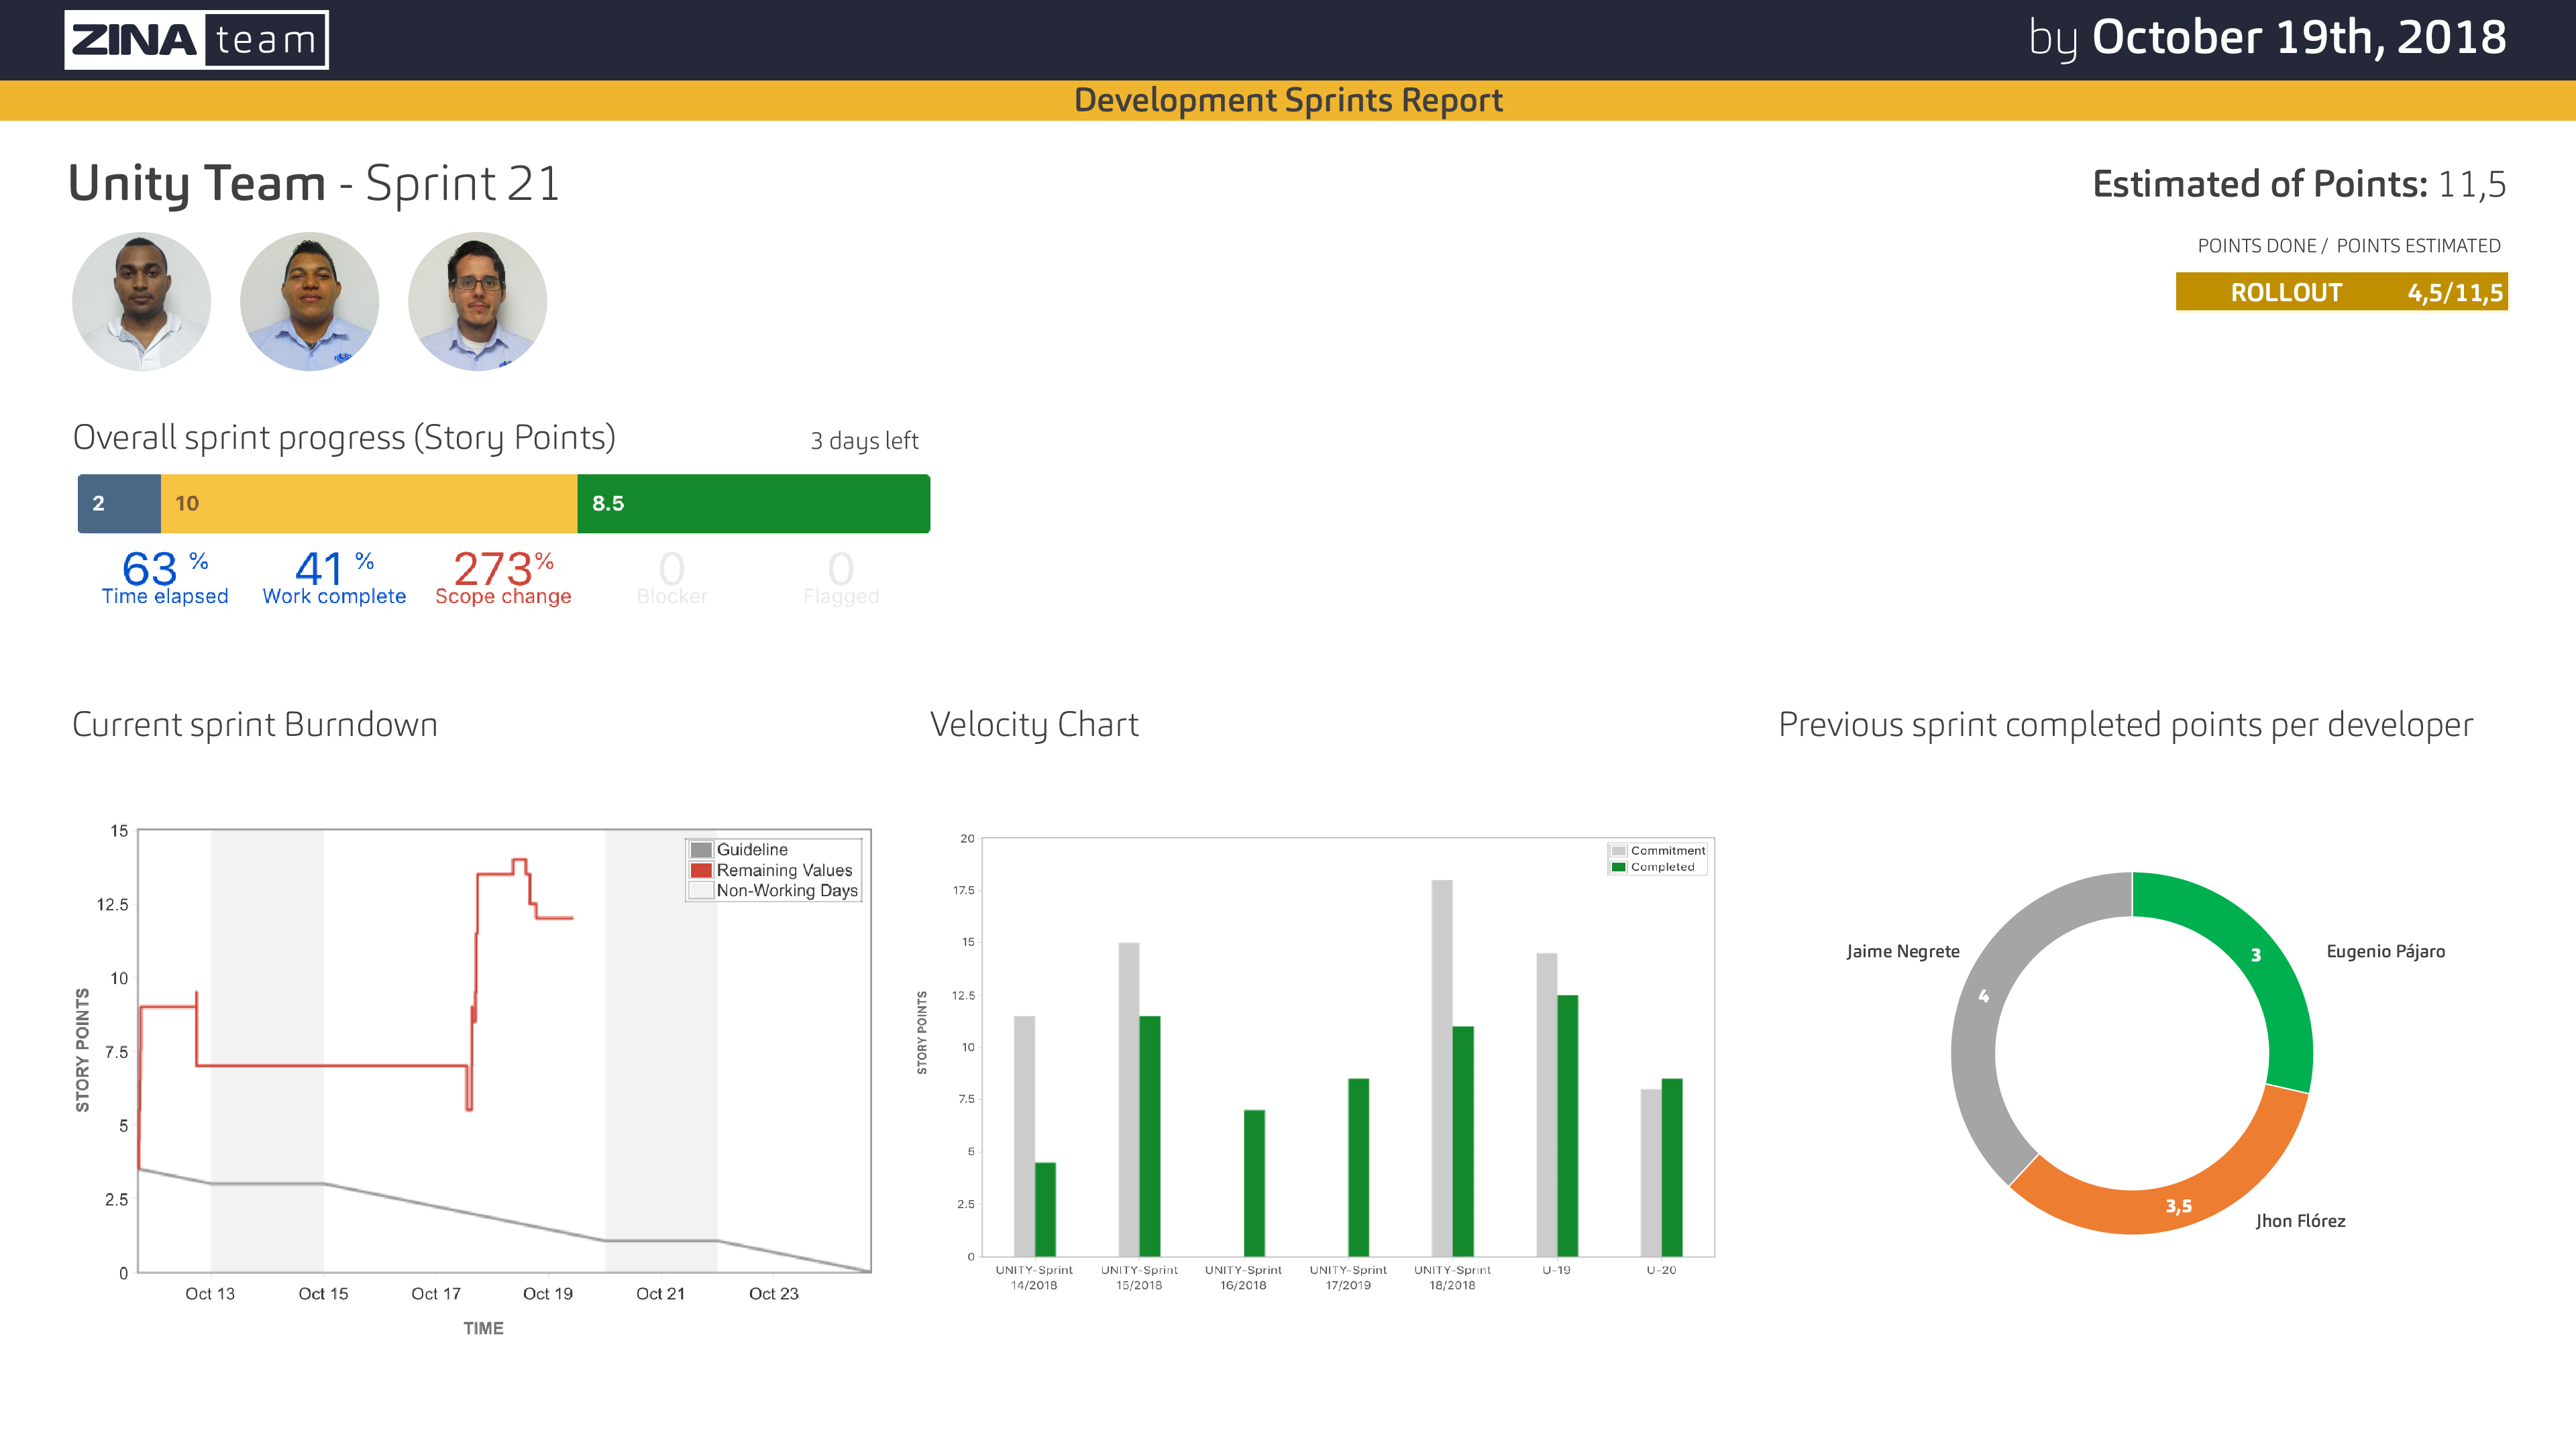 ZINA team
by October 19th, 2018
Development Sprints Report
Unity Team - Sprint 21
Estimated of Points: 11,5
POINTS DONE / POINTS ESTIMATED
ROLLOUT 4,5/11,5
Overall sprint progress (Story Points)
3 days left
2 10 8.5
63 % 41 % 273% 0 0
Time elapsed Work complete Scope change Blocker Flagged
Current sprint Burndown
Velocity Chart
Previous sprint completed points per developer
15
12.5
10
7.5
5
2.5
0
STORY POINTS
Guideline
Remaining Values
Non-Working Days
Oct 13 Oct 15 Oct 17 Oct 19 Oct 21 Oct 23
TIME
20
17.5
15
12.5
10
7.5
5
2.5
0
STORY POINTS
Commitment
Completed
UNITY-Sprint 14/2018
UNITY-Sprint 15/2018
UNITY-Sprint 16/2018
UNITY-Sprint 17/2019
UNITY-Sprint 18/2018
U-19
U-20
Jaime Negrete
4
3
Eugenio Pájaro
3,5
Jhon Flórez